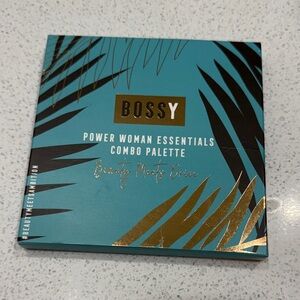 BOSSY
POWER WOMAN ESSENTIALS
COMBO PALETTE
Beauty Meets Drive
#BEAUTYMEETSAMBITION